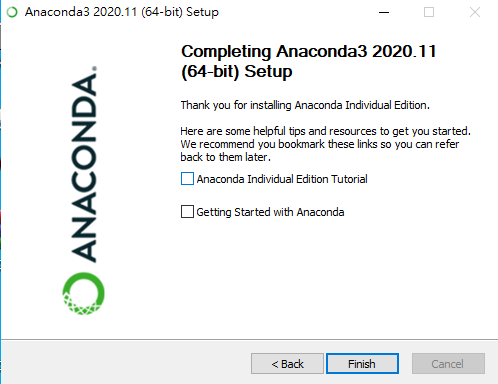 Anaconda3 2020.11 (64-bit) Setup
Completing Anaconda3 2020.11
(64-bit) Setup
Thank you for installing Anaconda Individual Edition.
Here are some helpful tips and resources to get you started.
We recommend you bookmark these links so you can refer
back to them later.
Anaconda Individual Edition Tutorial
Getting Started with Anaconda
ANACONDA.
< Back
Finish
Cancel